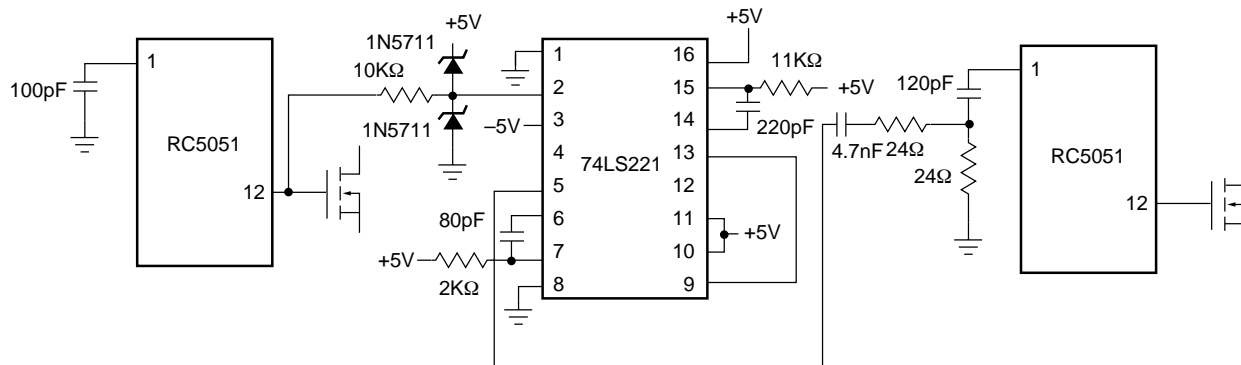 +5V
1N5711
10KΩ
1N5711
100pF
1
RC5051
12
–5V
80pF
+5V
2KΩ
1
2
3
4
5
6
7
8
74LS221
16
15
14
13
12
11
10
9
+5V
11KΩ
+5V
220pF
+5V
4.7nF
24Ω
24Ω
120pF
1
RC5051
12